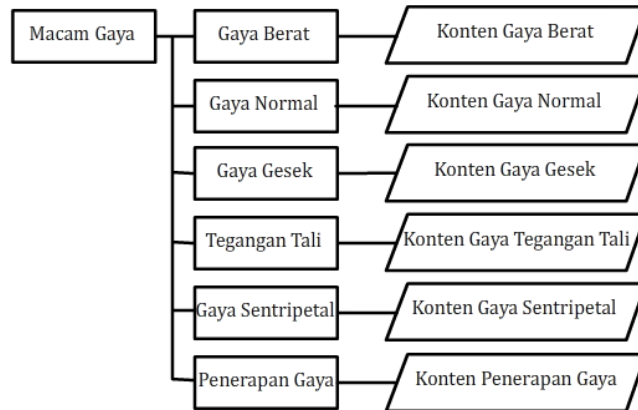 Macam Gaya
Gaya Berat
Konten Gaya Berat
Gaya Normal
Konten Gaya Normal
Gaya Gesek
Konten Gaya Gesek
Tegangan Tali
Konten Gaya Tegangan Tali
Gaya Sentripetal
Konten Gaya Sentripetal
Penerapan Gaya
Konten Penerapan Gaya